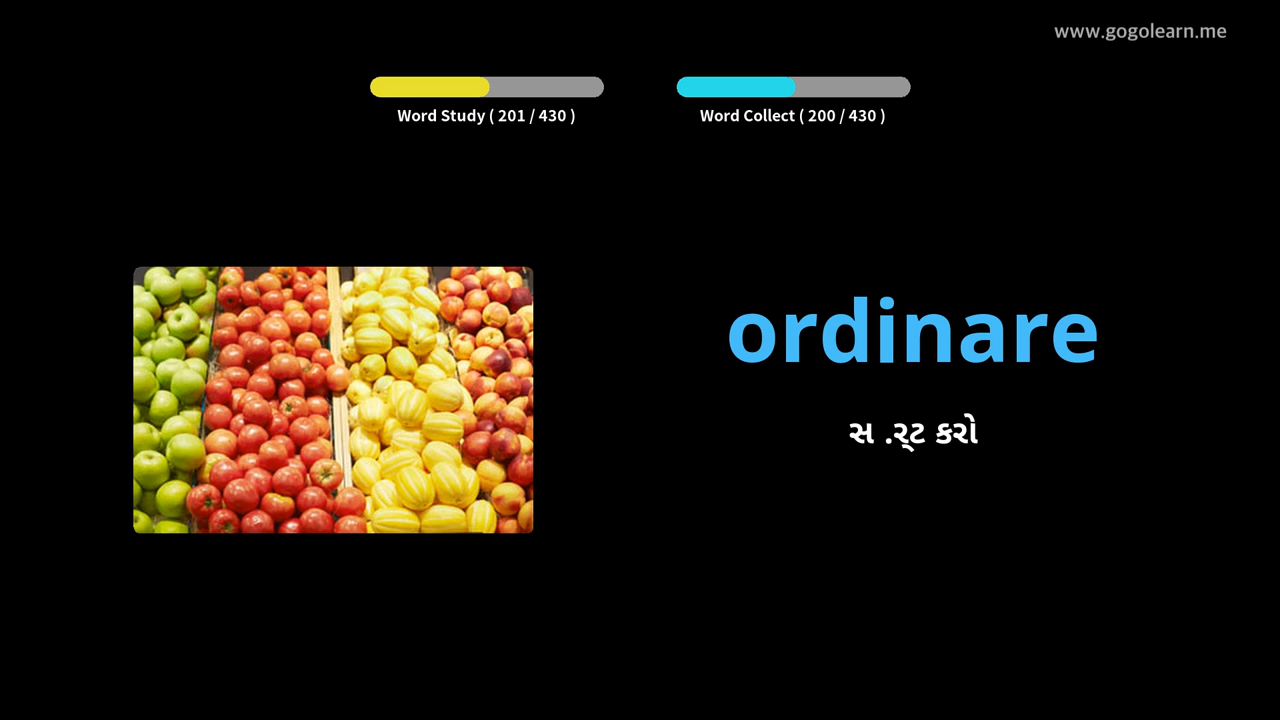 www.gogolearn.me
Word Study ( 201 / 430 )
Word Collect ( 200 / 430 )
ordinare
સ .ર્ટ કરો